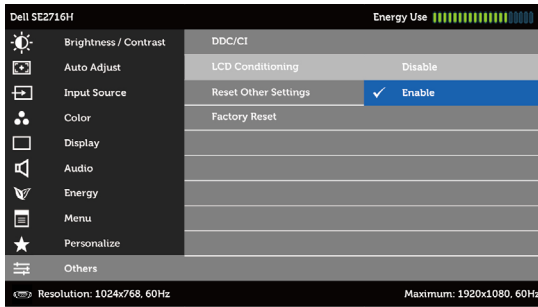 Dell SE2716H Energy Use
Brightness / Contrast DDC/CI
Auto Adjust LCD Conditioning Disable
Input Source Reset Other Settings Enable
Color Factory Reset
Display
Audio
Energy
Menu
Personalize
Others
Resolution: 1024x768, 60Hz Maximum: 1920x1080, 60Hz